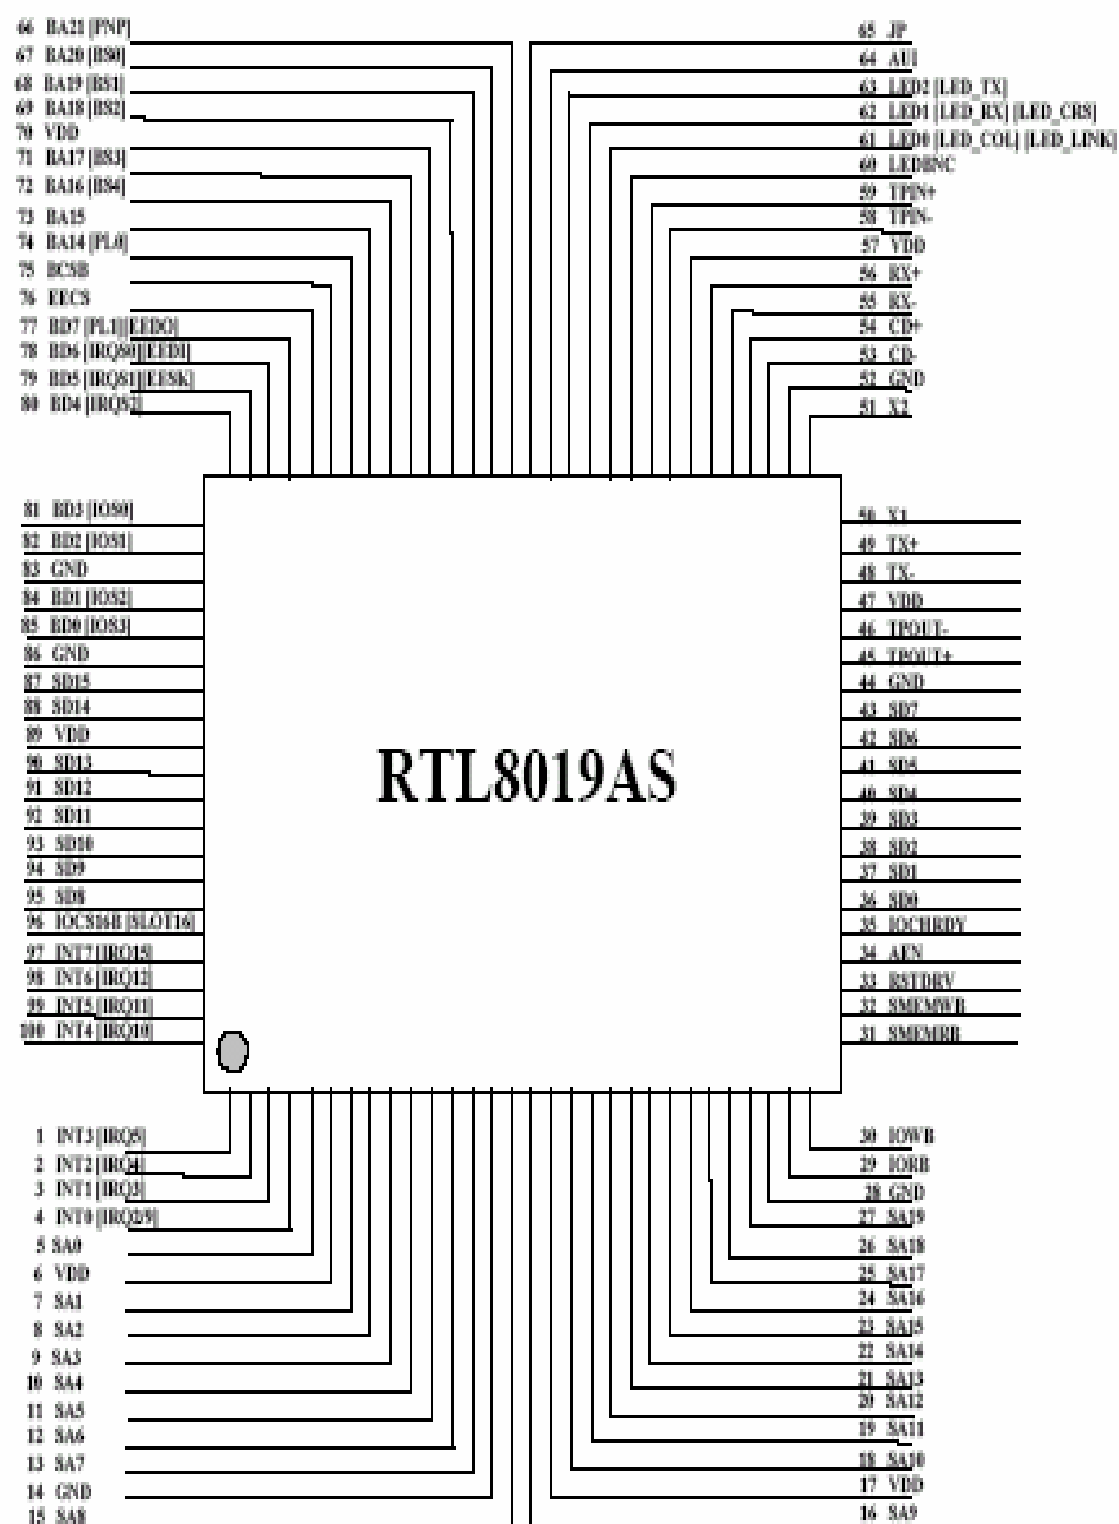 66 BA21 [PNP]
67 BA20 [BS0]
68 BA19 [BS1]
69 BA18 [BS2]
70 VDD
71 BA17 [BS3]
72 BA16 [BS4]
73 BA15
74 BA14 [PL0]
75 BCSB
76 EECS
77 BD7 [PL1][EEDO]
78 BD6 [IRQS0][EEDI]
79 BD5 [IRQS1][EESK]
80 BD4 [IRQS2]
65 JP
64 AUI
63 LED2 [LED_TX]
62 LED1 [LED_RX] [LED_CRS]
61 LED0 [LED_COL] [LED_LINK]
60 LEDBNC
59 TPIN+
58 TPIN-
57 VDD
56 RX+
55 RX-
54 CD+
53 CD-
52 GND
51 X2
81 BD3 [IOS0]
82 BD2 [IOS1]
83 GND
84 BD1 [IOS2]
85 BD0 [IOS3]
86 GND
87 SD15
88 SD14
89 VDD
90 SD13
91 SD12
92 SD11
93 SD10
94 SD9
95 SD8
96 IOCS16B [SLOT16]
97 INT7 [IRQ15]
98 INT6 [IRQ12]
99 INT5 [IRQ11]
100 INT4 [IRQ10]
RTL8019AS
50 X1
49 TX+
48 TX-
47 VDD
46 TPOUT-
45 TPOUT+
44 GND
43 SD7
42 SD6
41 SD5
40 SD4
39 SD3
38 SD2
37 SD1
36 SD0
35 IOCHRDY
34 AEN
33 RSTDRV
32 SMEMWB
31 SMEMRB
1 INT3 [IRQ5]
2 INT2 [IRQ4]
3 INT1 [IRQ3]
4 INT0 [IRQ2/9]
5 SA0
6 VDD
7 SA1
8 SA2
9 SA3
10 SA4
11 SA5
12 SA6
13 SA7
14 GND
15 SA8
30 IOWB
29 IORB
28 GND
27 SA19
26 SA18
25 SA17
24 SA16
23 SA15
22 SA14
21 SA13
20 SA12
19 SA11
18 SA10
17 VDD
16 SA9